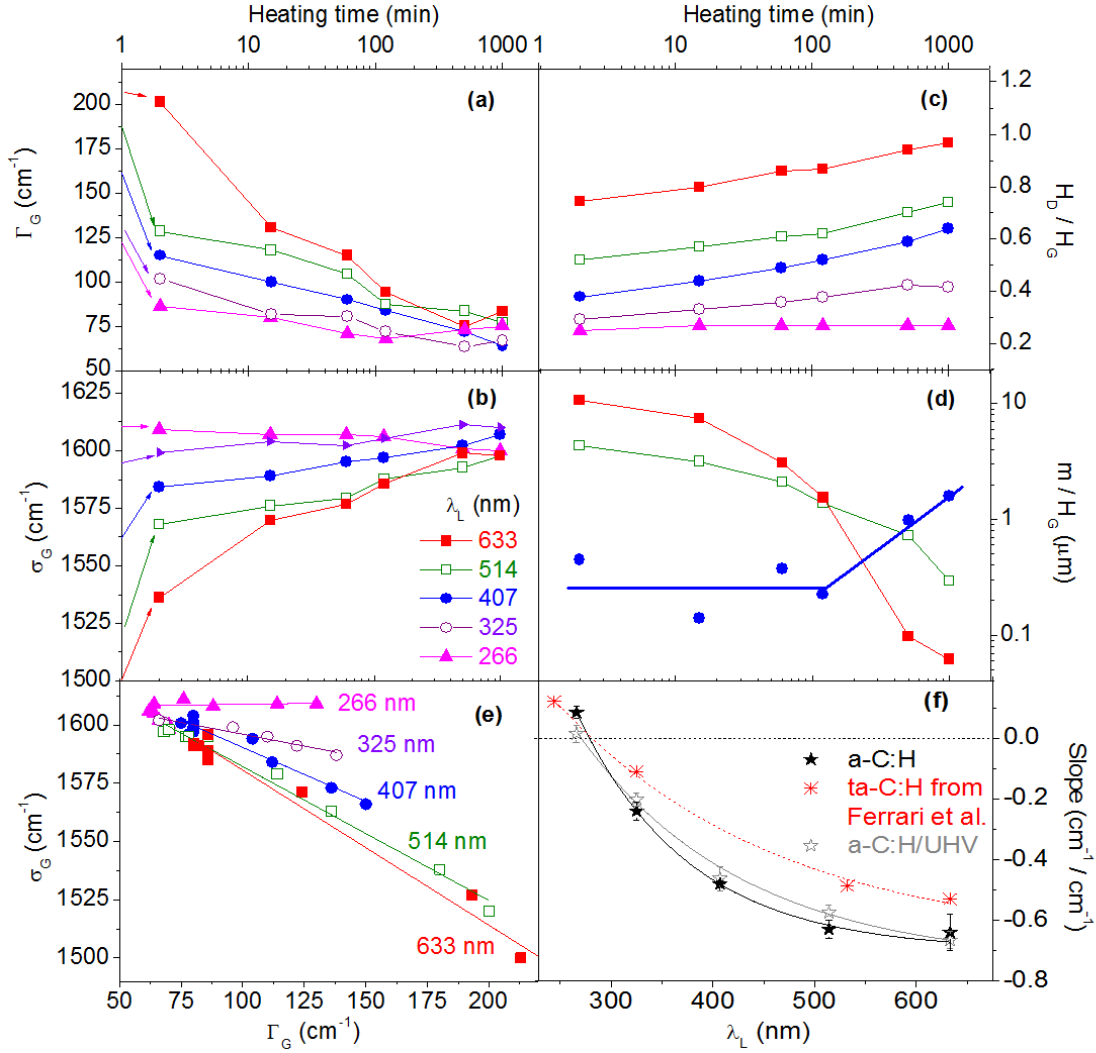 Heating time (min)
Heating time (min)
1 10 100 1000
1 10 100 1000
(a)
200
175
150
125
100
75
50
Γ_G (cm⁻¹)
(c)
1.2
1.0
0.8
0.6
0.4
0.2
H_D / H_G
(b)
1625
1600
1575
1550
1525
1500
σ_G (cm⁻¹)
λ_L (nm)
633
514
407
325
266
(d)
10
1
0.1
m / H_G (μm)
(e)
1600
1575
1550
1525
1500
σ_G (cm⁻¹)
266 nm
325 nm
407 nm
514 nm
633 nm
50 75 100 125 150 175 200
Γ_G (cm⁻¹)
(f)
0.0
-0.2
-0.4
-0.6
-0.8
Slope (cm⁻¹ / cm⁻¹)
a-C:H
ta-C:H from
Ferrari et al.
a-C:H/UHV
300 400 500 600
λ_L (nm)